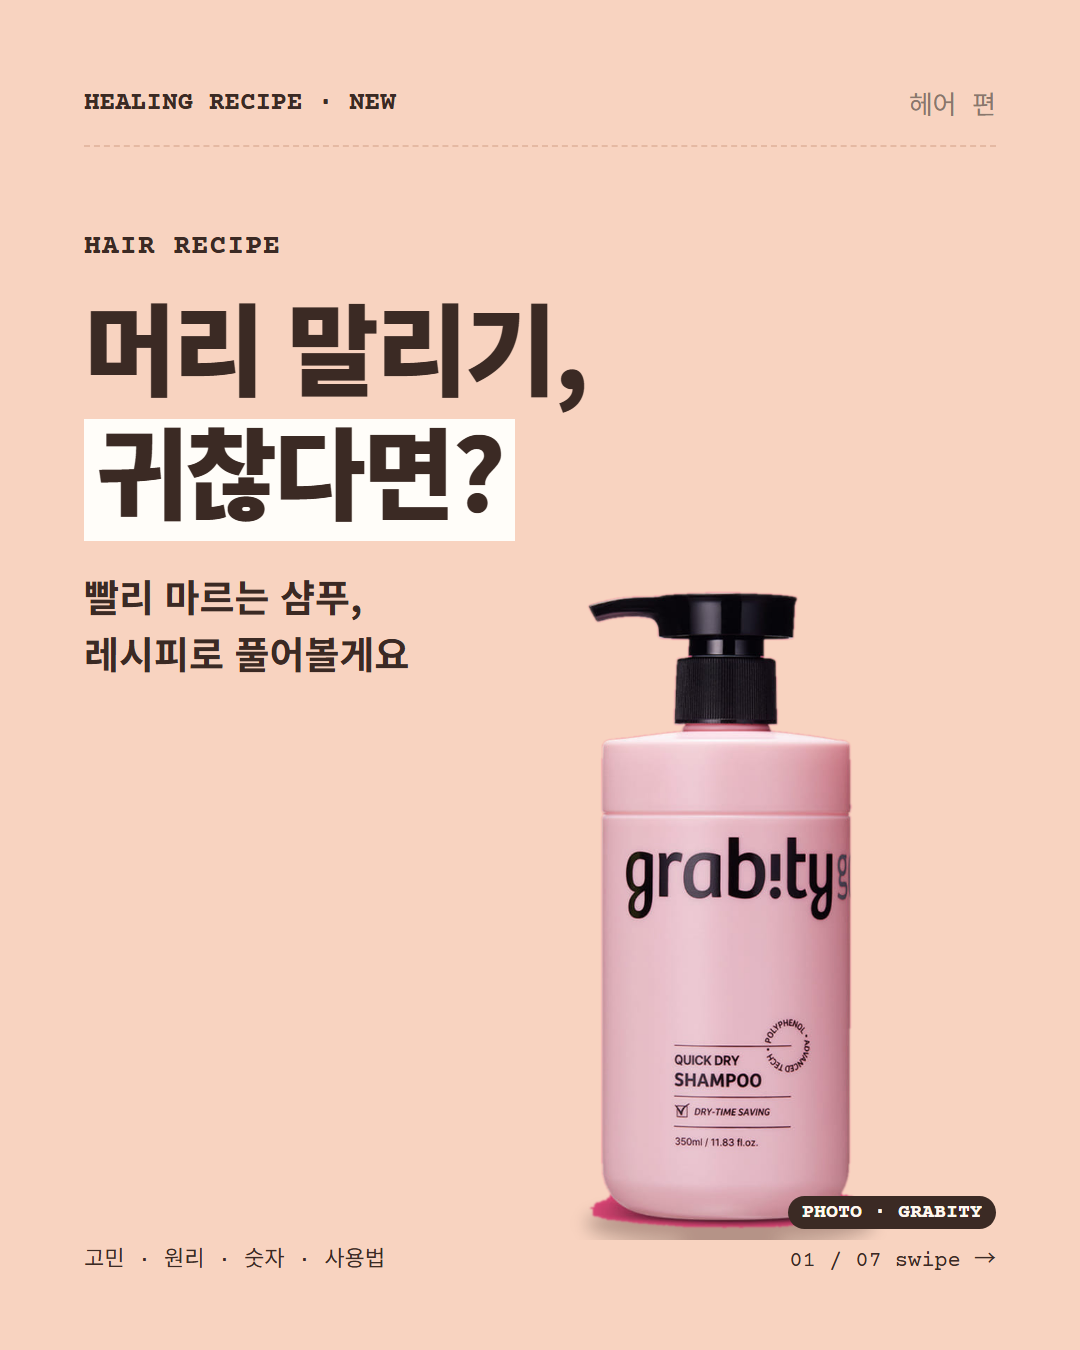 HEALING RECIPE · NEW
헤어 편
HAIR RECIPE
머리 말리기,
귀찮다면?
빨리 마르는 샴푸,
레시피로 풀어볼게요
grab!ty
POLYPHENOL • ADVANCED TECH •
QUICK DRY
SHAMPOO
DRY-TIME SAVING
350ml / 11.83 fl.oz.
PHOTO · GRABITY
고민 · 원리 · 숫자 · 사용법
01 / 07 swipe →